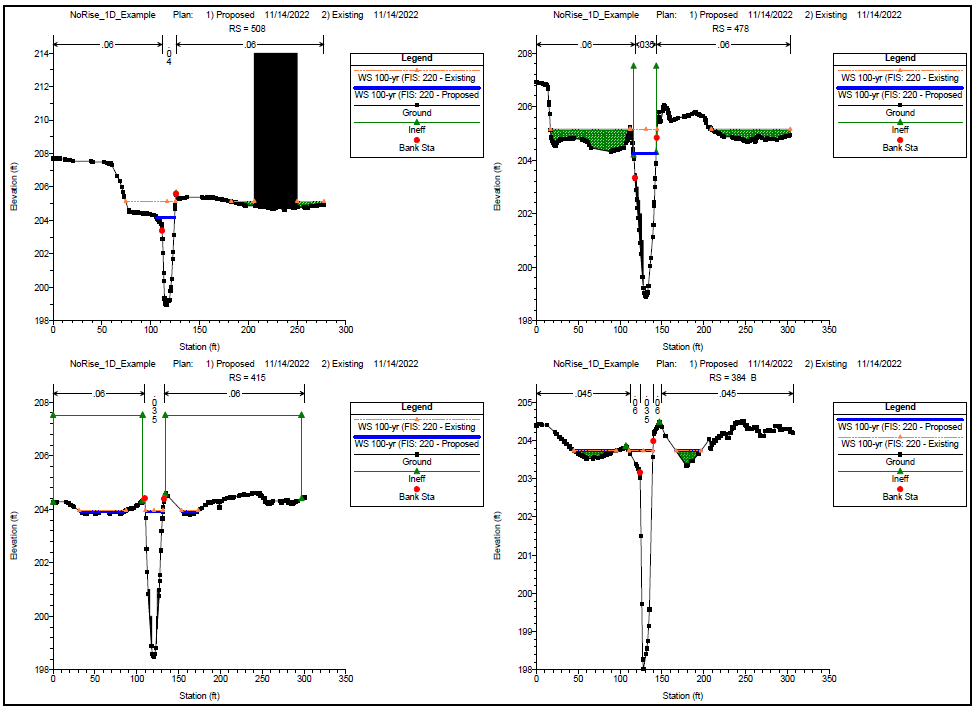 NoRise_1D_Example Plan: 1) Proposed 11/14/2022 2) Existing 11/14/2022
RS = 508
.06
.04
.06
Legend
WS 100-yr (FIS: 220 - Existing
WS 100-yr (FIS: 220 - Proposed
Ground
Ineff
Bank Sta
214
212
210
208
206
204
202
200
198
Elevation (ft)
0 50 100 150 200 250 300
Station (ft)
NoRise_1D_Example Plan: 1) Proposed 11/14/2022 2) Existing 11/14/2022
RS = 478
.06
.035
.06
Legend
WS 100-yr (FIS: 220 - Existing
WS 100-yr (FIS: 220 - Proposed
Ground
Ineff
Bank Sta
208
206
204
202
200
198
Elevation (ft)
0 50 100 150 200 250 300 350
Station (ft)
NoRise_1D_Example Plan: 1) Proposed 11/14/2022 2) Existing 11/14/2022
RS = 415
.06
.035
.06
Legend
WS 100-yr (FIS: 220 - Existing
WS 100-yr (FIS: 220 - Proposed
Ground
Ineff
Bank Sta
208
206
204
202
200
198
Elevation (ft)
0 50 100 150 200 250 300 350
Station (ft)
NoRise_1D_Example Plan: 1) Proposed 11/14/2022 2) Existing 11/14/2022
RS = 384 B
.045
.06
.035
.06
.045
Legend
WS 100-yr (FIS: 220 - Proposed
WS 100-yr (FIS: 220 - Existing
Ground
Ineff
Bank Sta
205
204
203
202
201
200
199
198
Elevation (ft)
0 50 100 150 200 250 300 350
Station (ft)